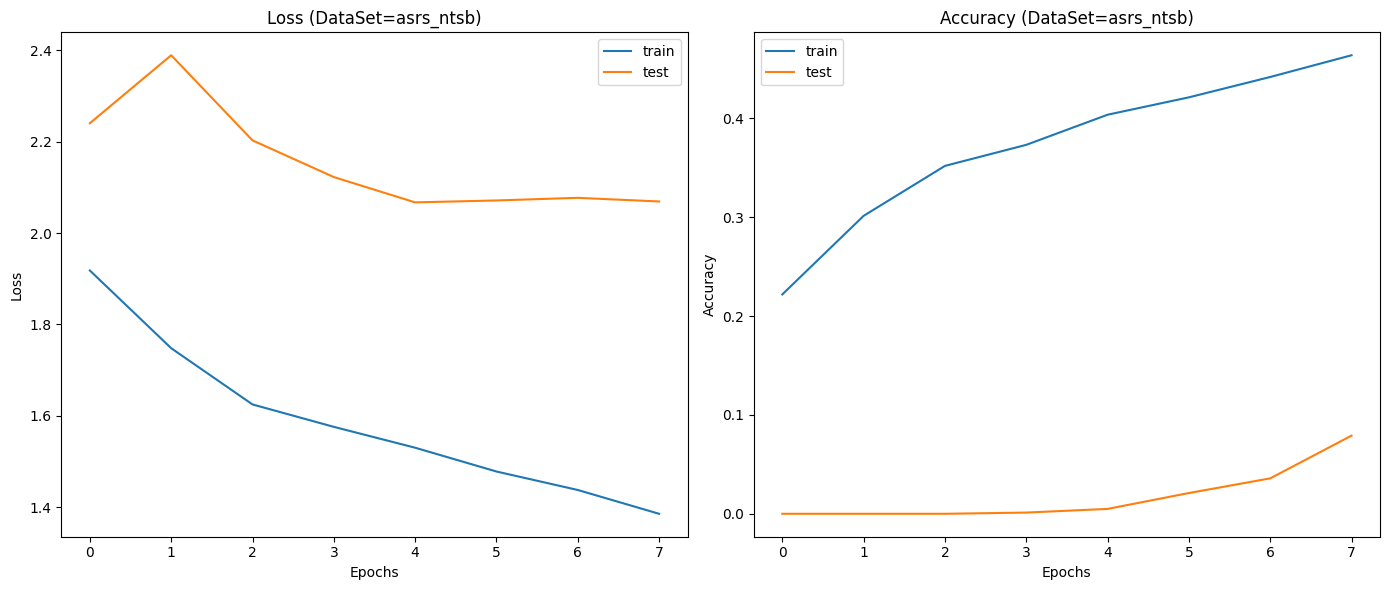 Loss (DataSet=asrs_ntsb)
train
test
2.4
2.2
2.0
1.8
1.6
1.4
Loss
0 1 2 3 4 5 6 7
Epochs
Accuracy (DataSet=asrs_ntsb)
train
test
0.4
0.3
0.2
0.1
0.0
Accuracy
0 1 2 3 4 5 6 7
Epochs